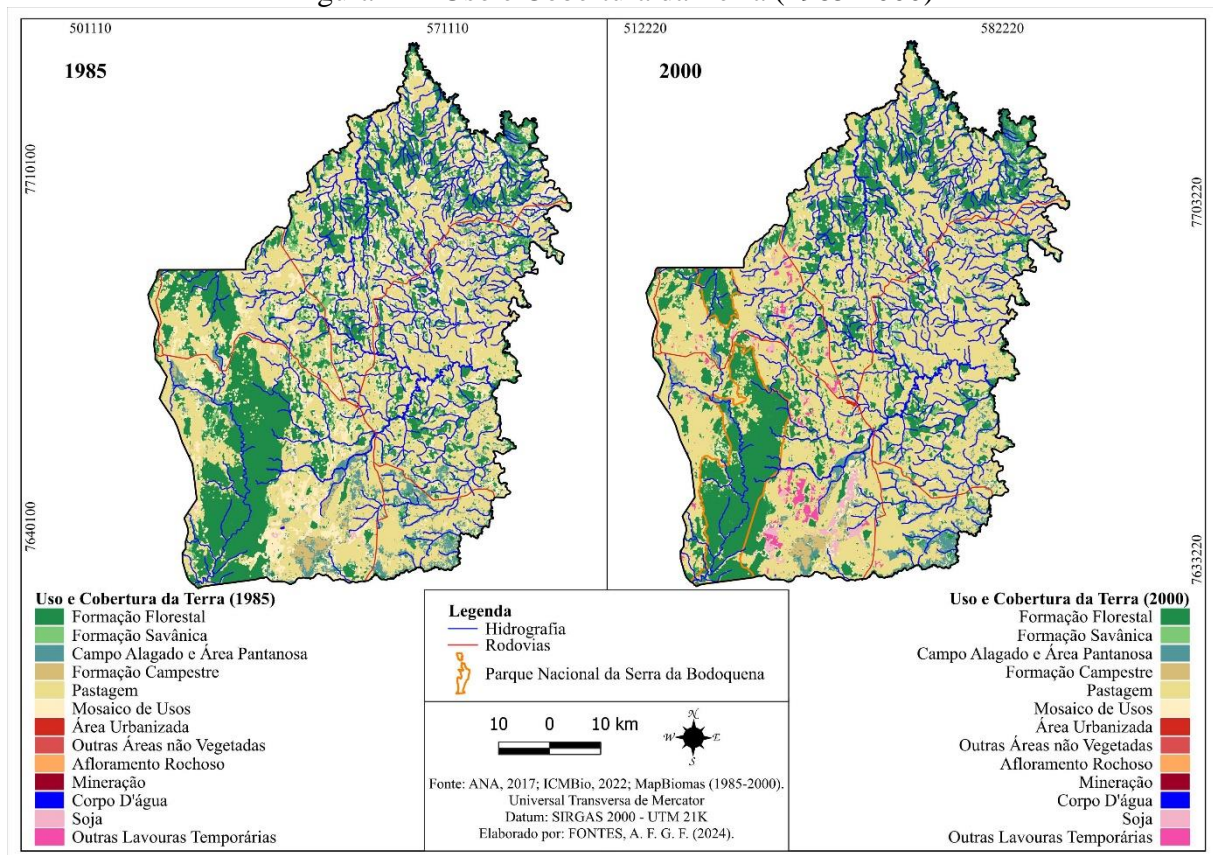 501110
571110
512220
582220
1985
2000
7710100
7703220
7640100
7633220
Uso e Cobertura da Terra (1985)
Formação Florestal
Formação Savânica
Campo Alagado e Área Pantanosa
Formação Campestre
Pastagem
Mosaico de Usos
Área Urbanizada
Outras Áreas não Vegetadas
Afloramento Rochoso
Mineração
Corpo D'água
Soja
Outras Lavouras Temporárias
Legenda
Hidrografia
Rodovias
Parque Nacional da Serra da Bodoquena
10 0 10 km
N
W E
S
Fonte: ANA, 2017; ICMBio, 2022; MapBiomas (1985-2000).
Universal Transversa de Mercator
Datum: SIRGAS 2000 - UTM 21K
Elaborado por: FONTES, A. F. G. F. (2024).
Uso e Cobertura da Terra (2000)
Formação Florestal
Formação Savânica
Campo Alagado e Área Pantanosa
Formação Campestre
Pastagem
Mosaico de Usos
Área Urbanizada
Outras Áreas não Vegetadas
Afloramento Rochoso
Mineração
Corpo D'água
Soja
Outras Lavouras Temporárias